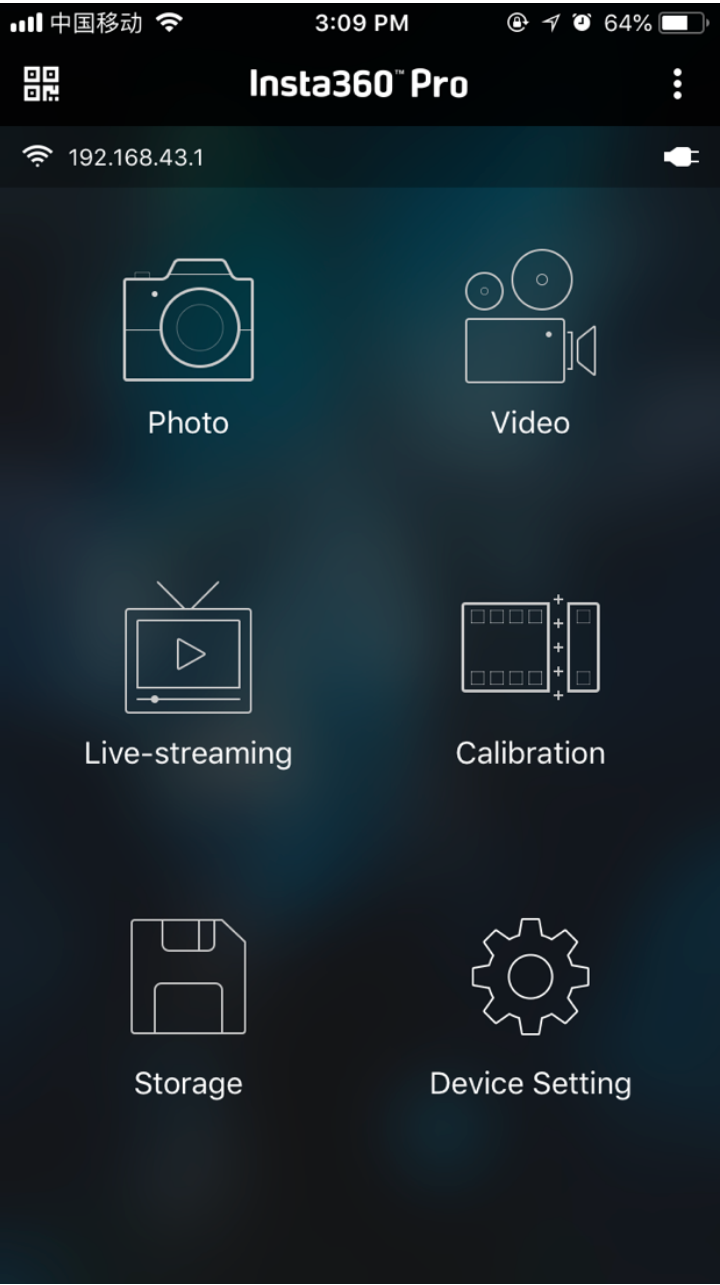 中国移动 3:09 PM 64%
Insta360™ Pro
192.168.43.1
Photo Video
Live-streaming Calibration
Storage Device Setting